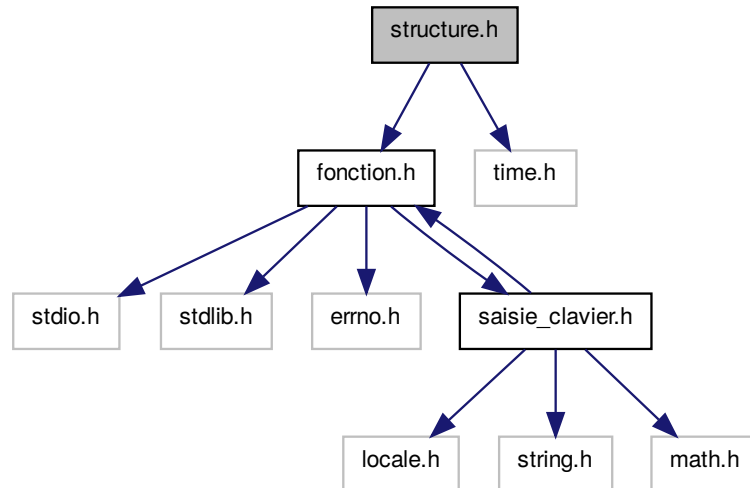 structure.h
fonction.h
time.h
stdio.h
stdlib.h
errno.h
saisie_clavier.h
locale.h
string.h
math.h